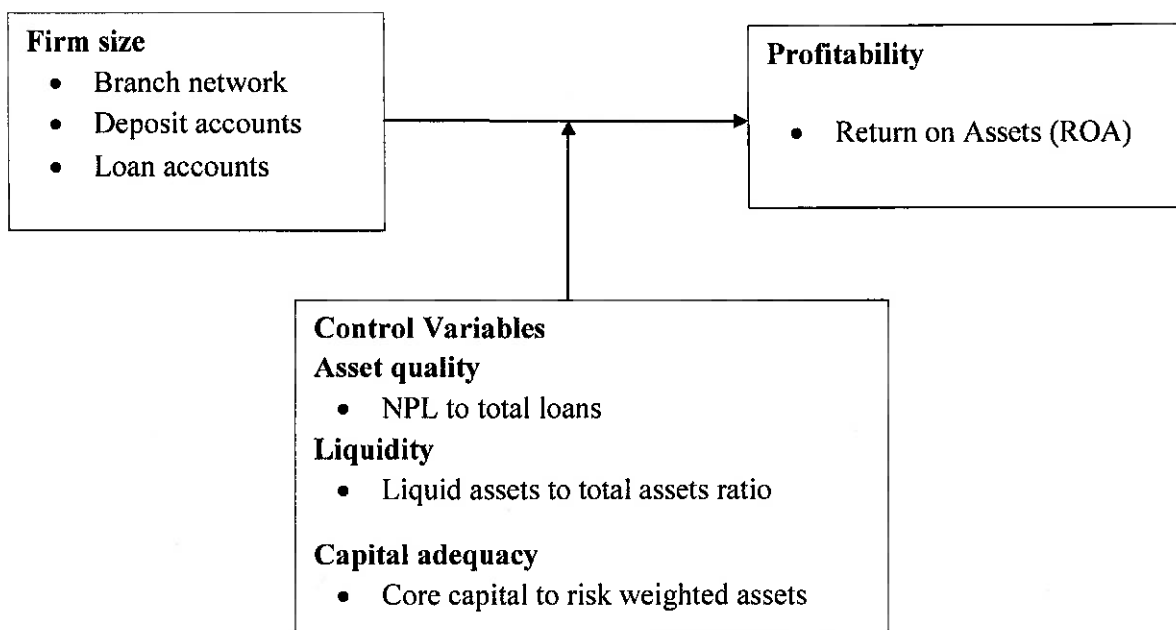 Firm size
• Branch network
• Deposit accounts
• Loan accounts
Profitability
• Return on Assets (ROA)
Control Variables
Asset quality
• NPL to total loans
Liquidity
• Liquid assets to total assets ratio
Capital adequacy
• Core capital to risk weighted assets